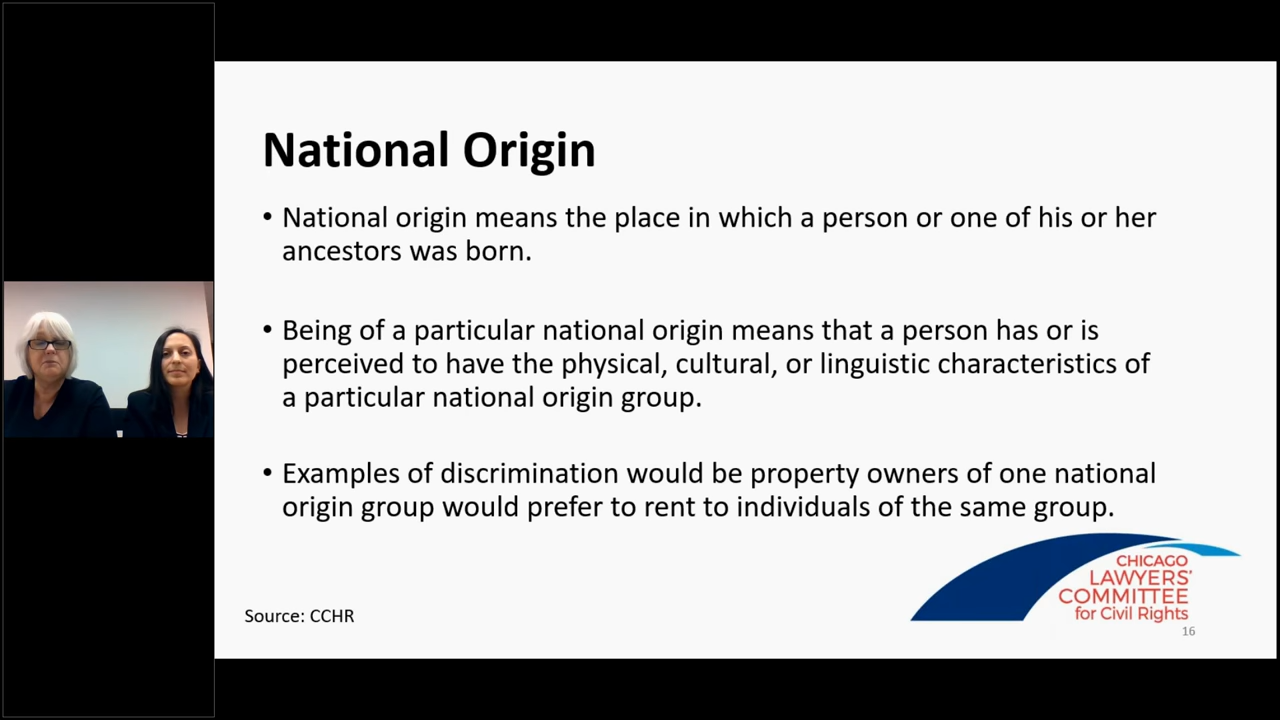 National Origin
• National origin means the place in which a person or one of his or her
ancestors was born.
• Being of a particular national origin means that a person has or is
perceived to have the physical, cultural, or linguistic characteristics of
a particular national origin group.
• Examples of discrimination would be property owners of one national
origin group would prefer to rent to individuals of the same group.
CHICAGO
LAWYERS'
COMMITTEE
for Civil Rights
Source: CCHR
16